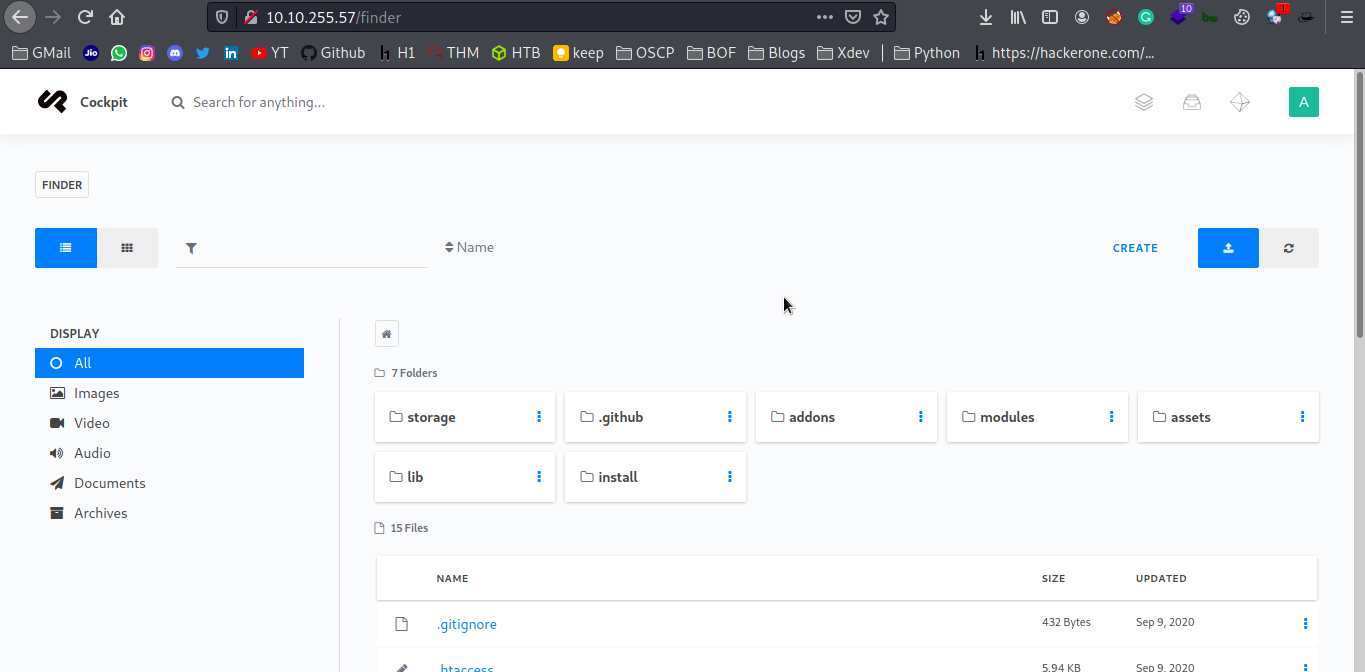 10.10.255.57/finder
10
1
GMail Jio YT Github H1 THM HTB keep OSCP BOF Blogs Xdev Python https://hackerone.com/...
Cockpit Search for anything... A
FINDER
Name CREATE
DISPLAY
All
Images
Video
Audio
Documents
Archives
7 Folders
storage .github addons modules assets
lib install
15 Files
NAME SIZE UPDATED
.gitignore 432 Bytes Sep 9, 2020
.htaccess 5.94 KB Sep 9, 2020